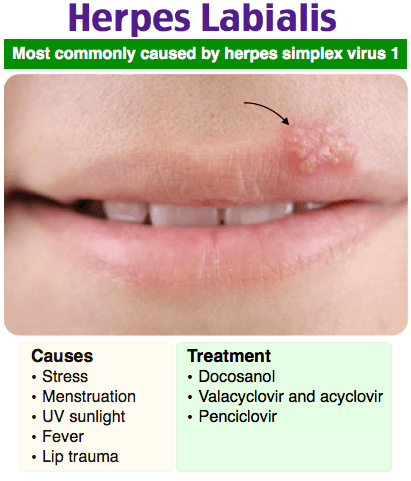 Herpes Labialis
Most commonly caused by herpes simplex virus 1
Causes
• Stress
• Menstruation
• UV sunlight
• Fever
• Lip trauma
Treatment
• Docosanol
• Valacyclovir and acyclovir
• Penciclovir